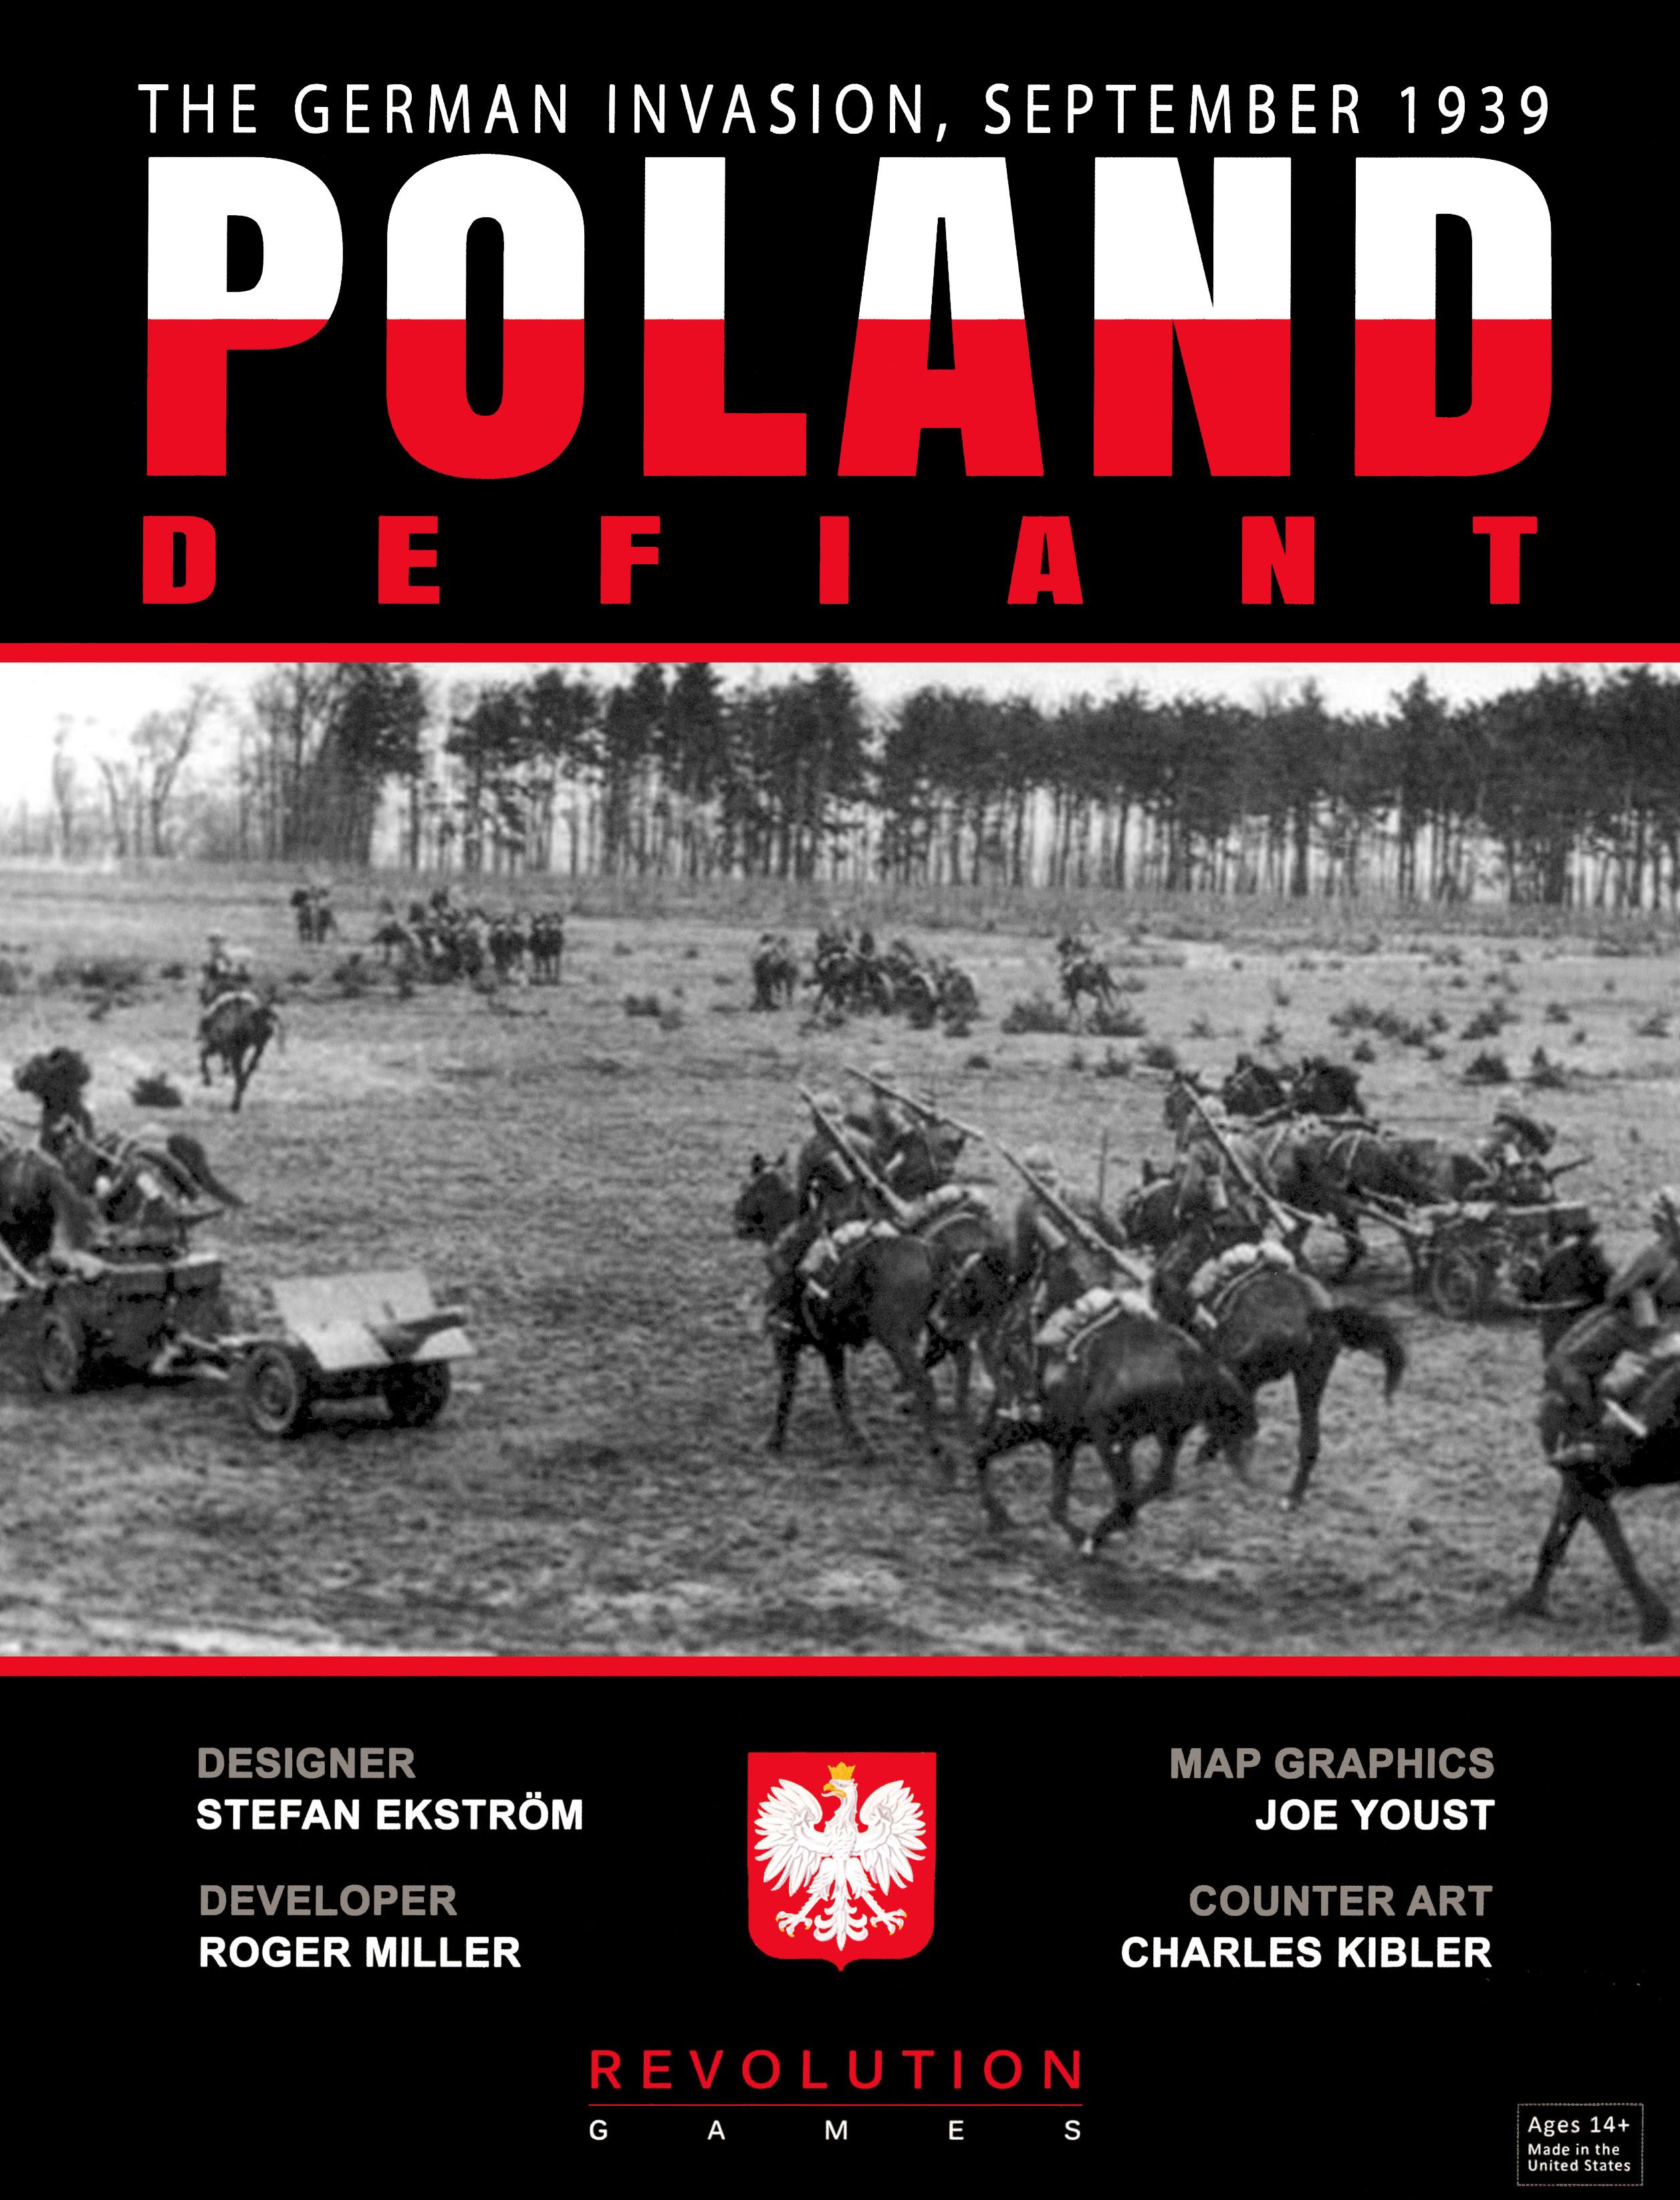 THE GERMAN INVASION, SEPTEMBER 1939
POLAND
DEFIANT
DESIGNER
STEFAN EKSTRÖM
DEVELOPER
ROGER MILLER
MAP GRAPHICS
JOE YOUST
COUNTER ART
CHARLES KIBLER
REVOLUTION
GAMES
Ages 14+
Made in the
United States